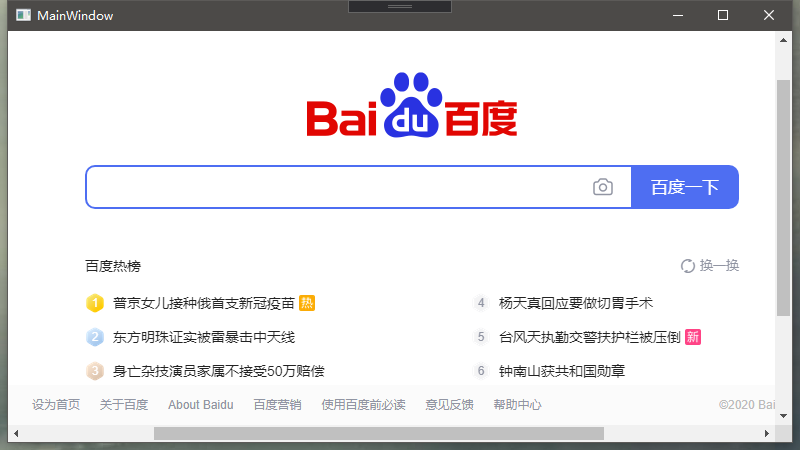 MainWindow
Bai du 百度
百度一下
百度热榜
换一换
1 普京女儿接种俄首支新冠疫苗 热
4 杨天真回应要做切胃手术
2 东方明珠证实被雷暴击中天线
5 台风天执勤交警扶护栏被压倒 新
3 身亡杂技演员家属不接受50万赔偿
6 钟南山获共和国勋章
设为首页 关于百度 About Baidu 百度营销 使用百度前必读 意见反馈 帮助中心 ©2020 Bai